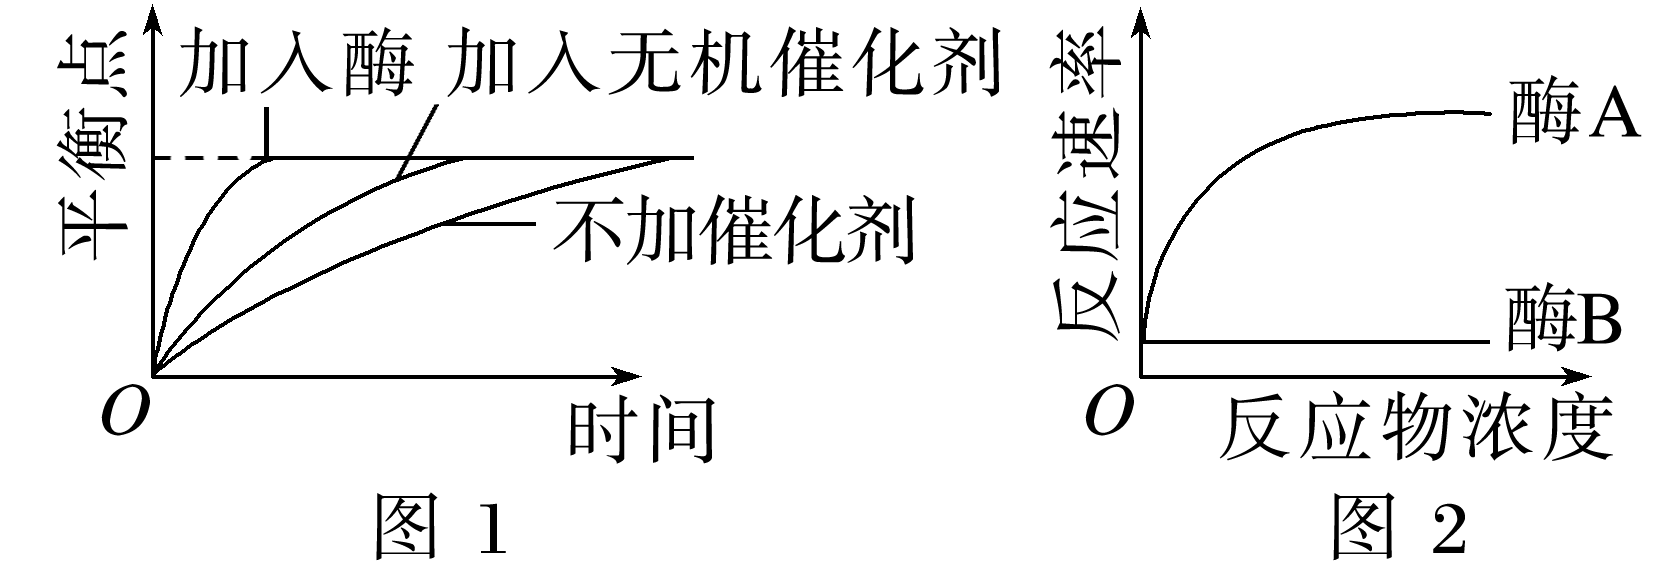 平衡点
加入酶 加入无机催化剂
不加催化剂
O
时间
图 1
反应速率
酶A
酶B
O
反应物浓度
图 2